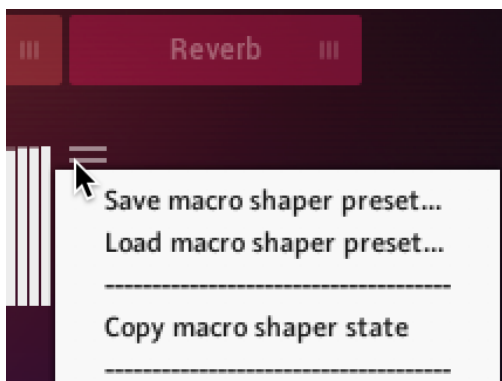 Reverb
Save macro shaper preset...
Load macro shaper preset...
------------------------------------
Copy macro shaper state
------------------------------------